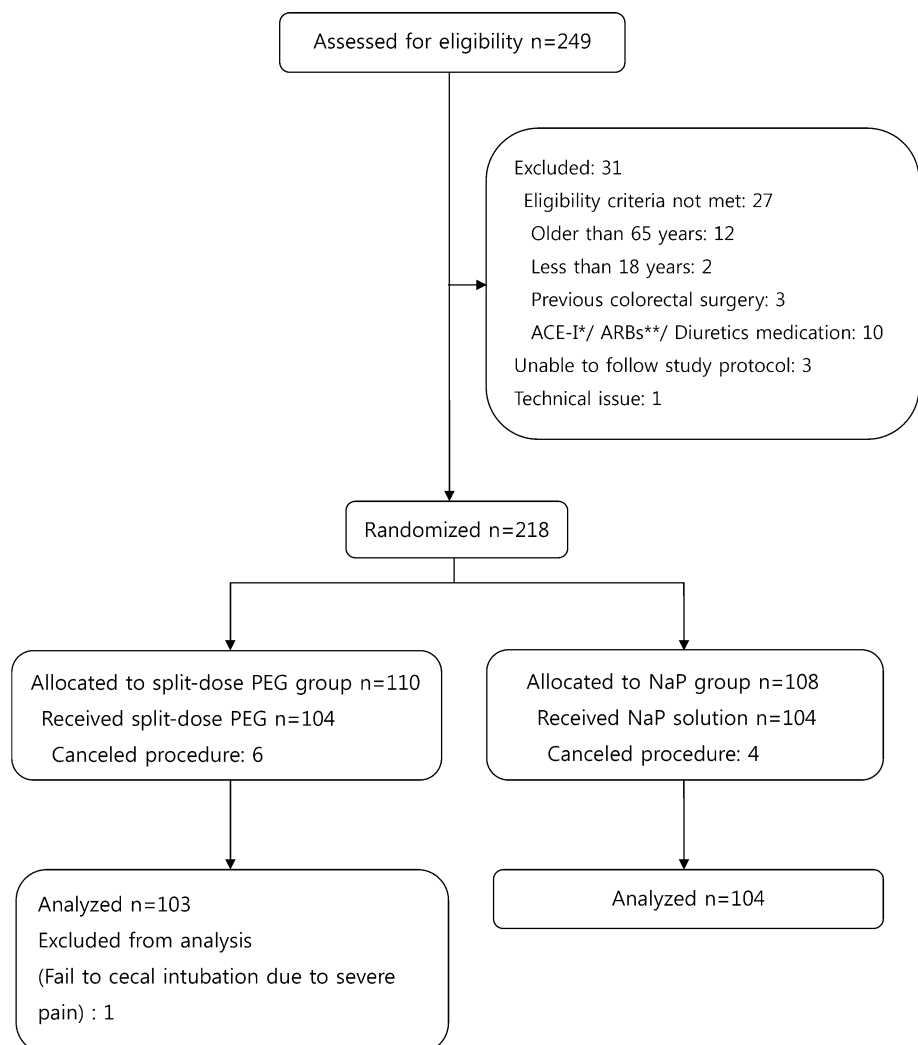 Assessed for eligibility n=249
Excluded: 31
Eligibility criteria not met: 27
Older than 65 years: 12
Less than 18 years: 2
Previous colorectal surgery: 3
ACE-I*/ ARBs**/ Diuretics medication: 10
Unable to follow study protocol: 3
Technical issue: 1
Randomized n=218
Allocated to split-dose PEG group n=110
Received split-dose PEG n=104
Canceled procedure: 6
Allocated to NaP group n=108
Received NaP solution n=104
Canceled procedure: 4
Analyzed n=103
Excluded from analysis
(Fail to cecal intubation due to severe
pain) : 1
Analyzed n=104